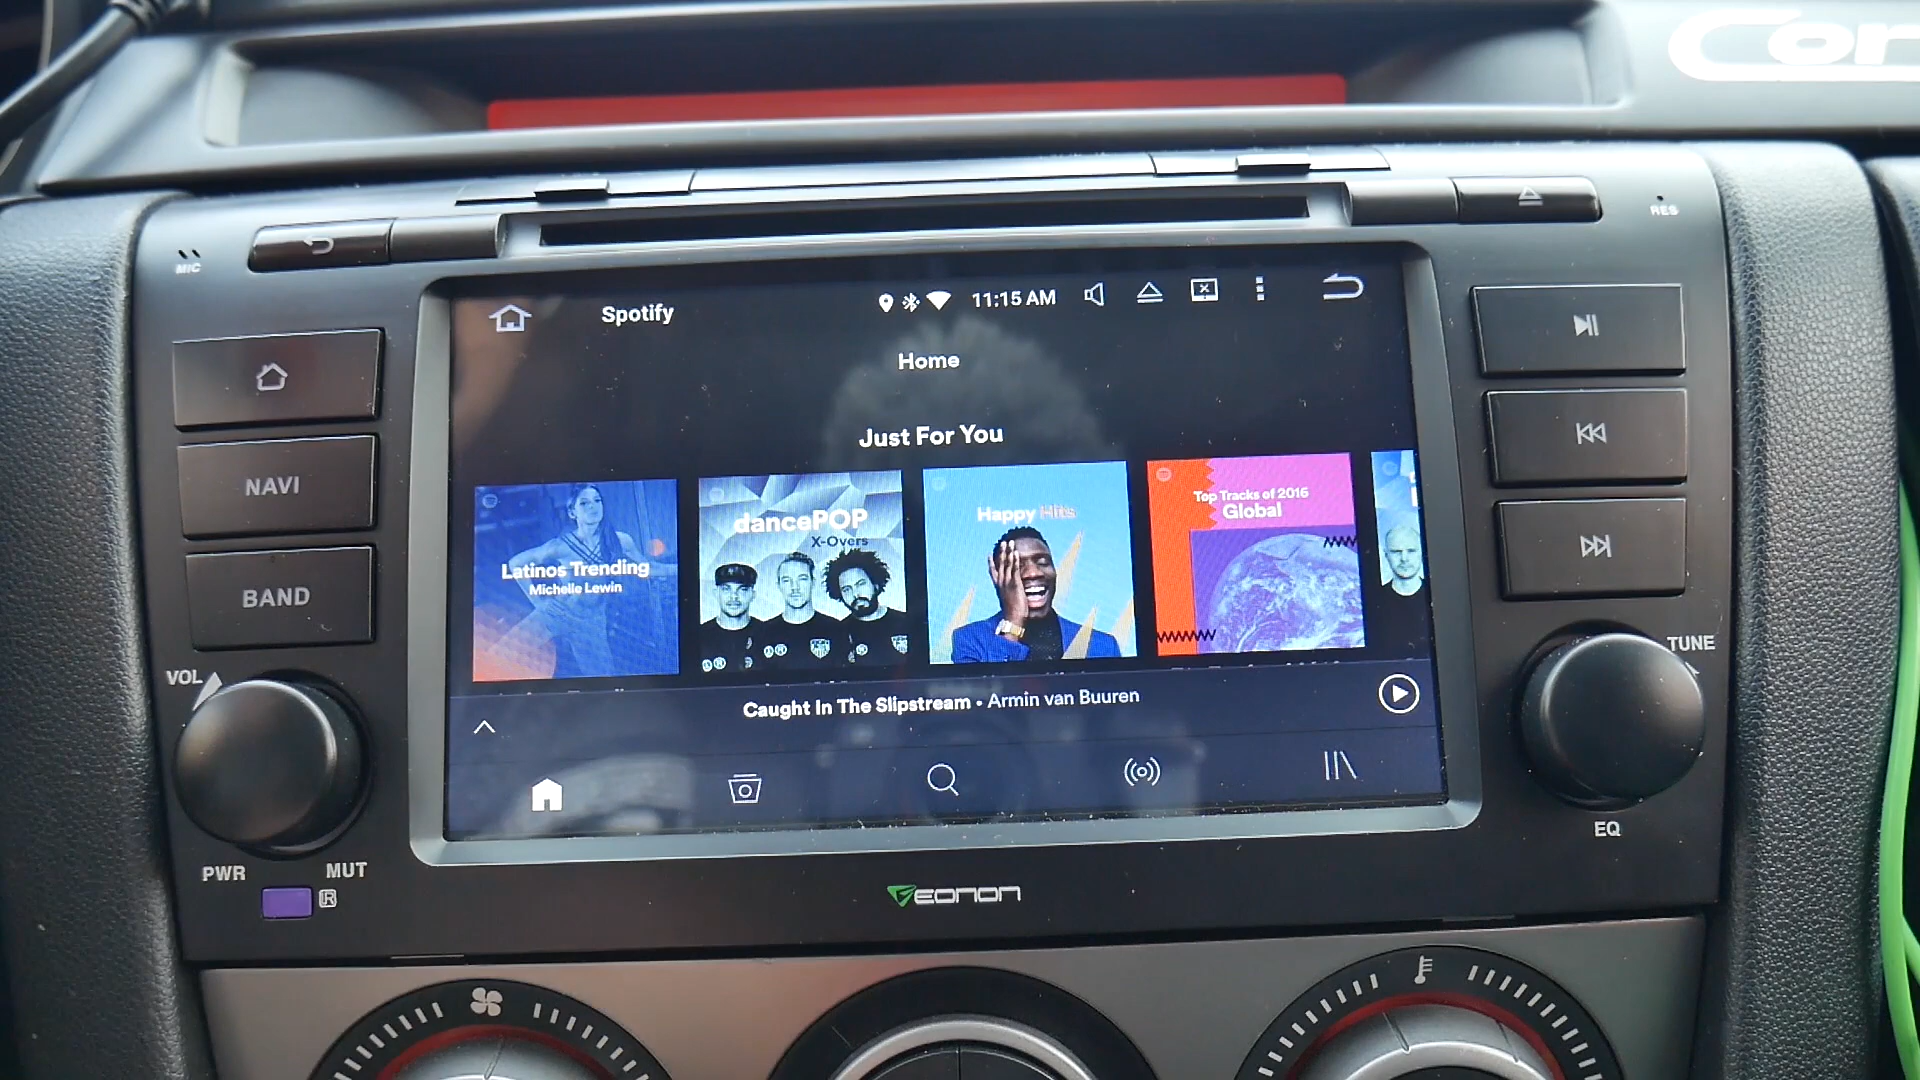 Cor
MIC
RES
Spotify
11:15 AM
Home
NAVI
BAND
Just For You
Latinos Trending
Michelle Lewin
dancePOP
X-Overs
Happy Hits
Top Tracks of 2016
Global
Caught In The Slipstream • Armin van Buuren
VOL
TUNE
PWR
MUT
R
EQ
EONON